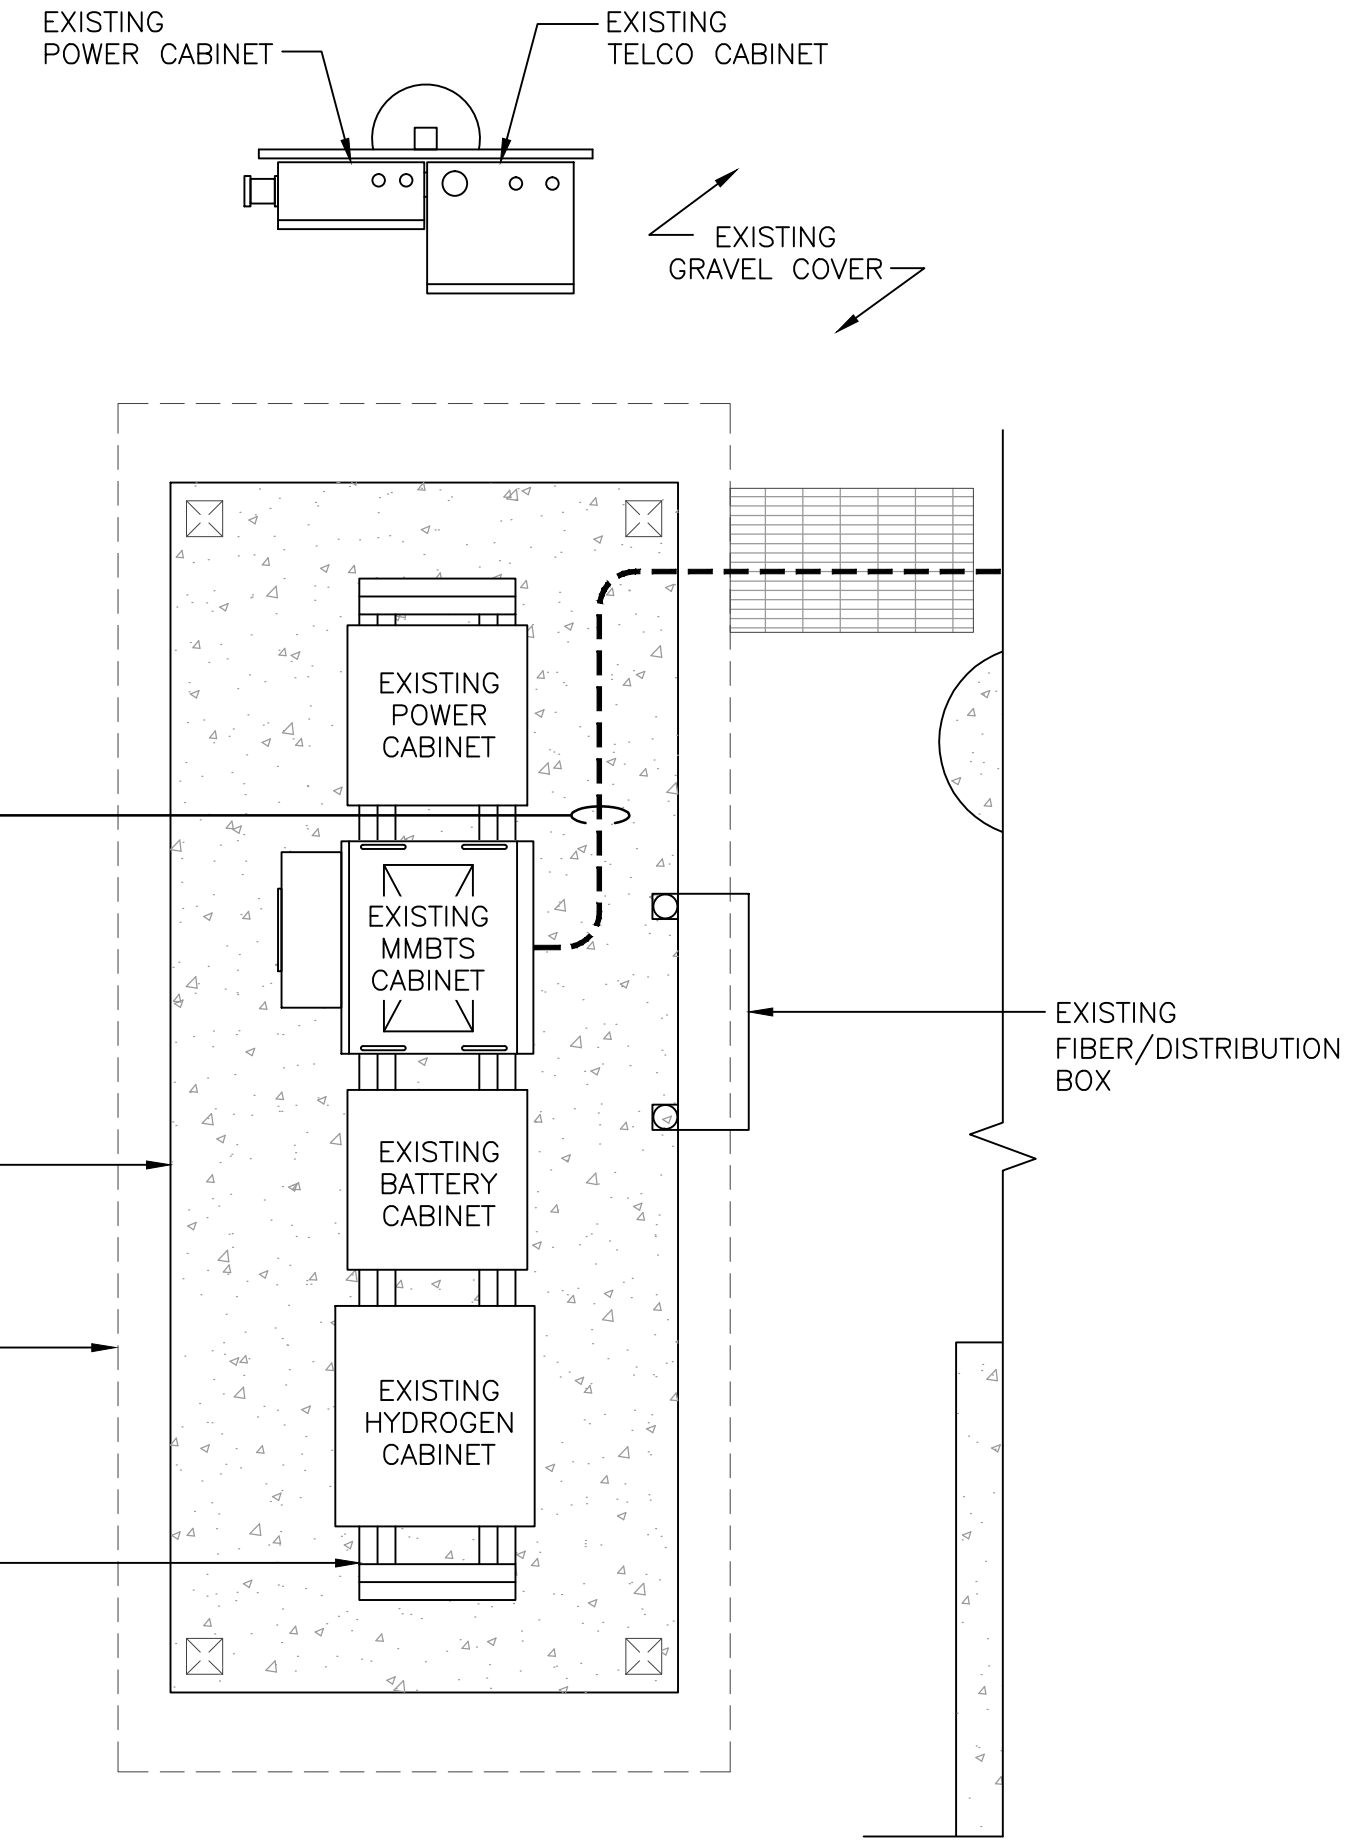 EXISTING
POWER CABINET
EXISTING
TELCO CABINET
EXISTING
GRAVEL COVER
EXISTING
POWER
CABINET
EXISTING
MMBTS
CABINET
EXISTING
FIBER/DISTRIBUTION
BOX
EXISTING
BATTERY
CABINET
EXISTING
HYDROGEN
CABINET